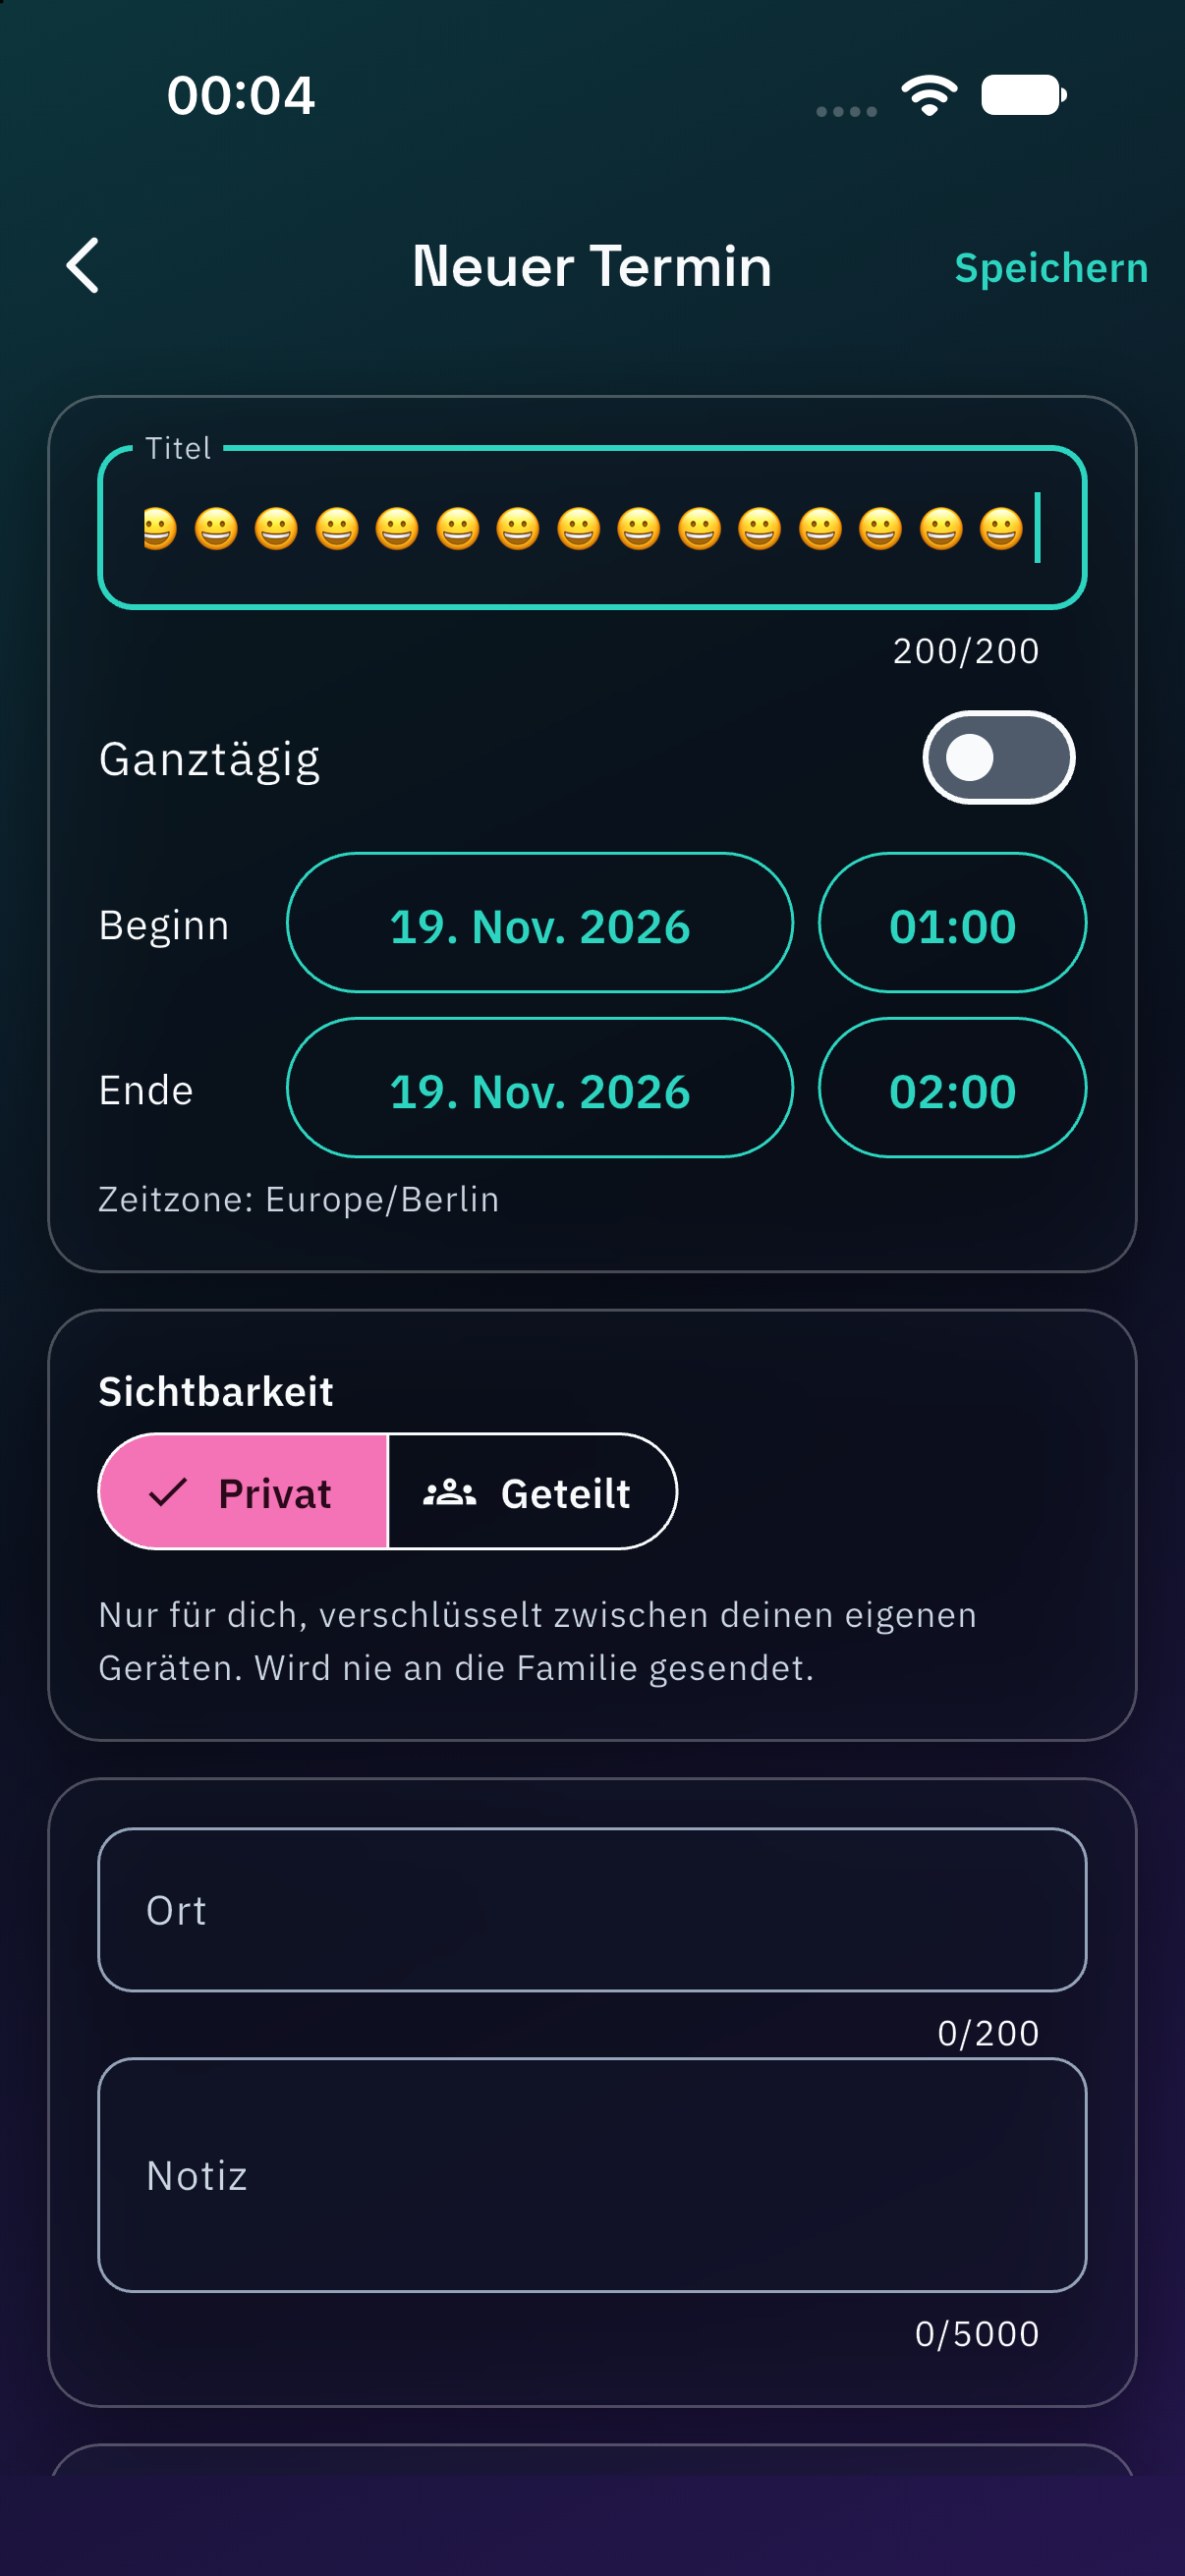 00:04
Neuer Termin
Speichern
Titel
😀😀😀😀😀😀😀😀😀😀😀😀😀😀😀
200/200
Ganztägig
Beginn
19. Nov. 2026
01:00
Ende
19. Nov. 2026
02:00
Zeitzone: Europe/Berlin
Sichtbarkeit
Privat
Geteilt
Nur für dich, verschlüsselt zwischen deinen eigenen
Geräten. Wird nie an die Familie gesendet.
Ort
0/200
Notiz
0/5000